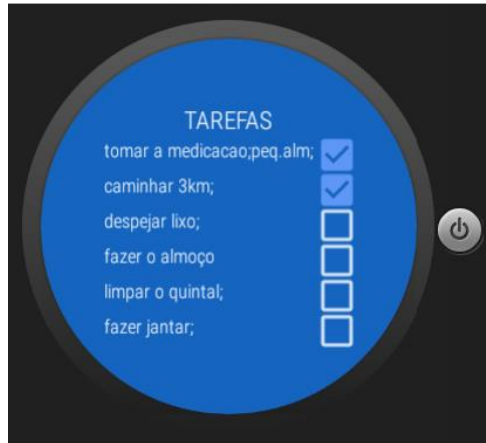 TAREFAS
tomar a medicacao;peq.alm;
caminhar 3km;
despejar lixo;
fazer o almoço
limpar o quintal;
fazer jantar;